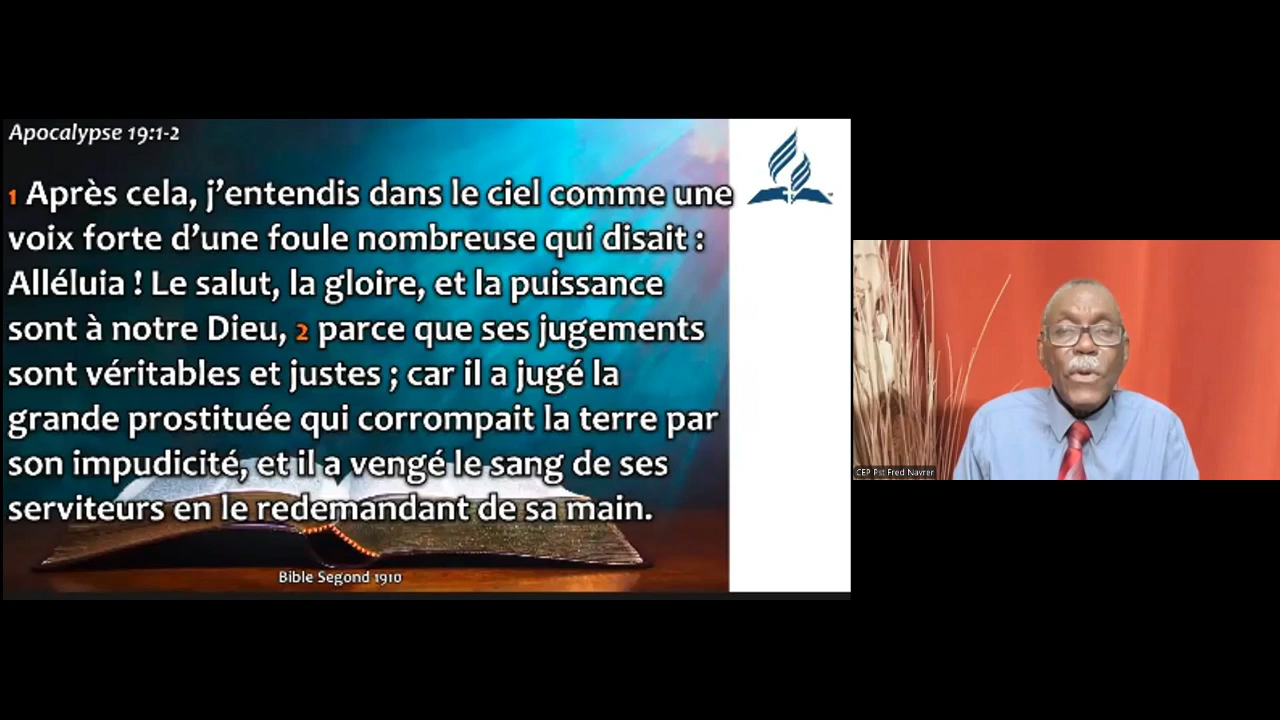 Apocalypse 19:1-2
1 Après cela, j’entendis dans le ciel comme une
voix forte d’une foule nombreuse qui disait :
Alléluia ! Le salut, la gloire, et la puissance
sont à notre Dieu, 2 parce que ses jugements
sont véritables et justes ; car il a jugé la
grande prostituée qui corrompait la terre par
son impudicité, et il a vengé le sang de ses
serviteurs en le redemandant de sa main.
Bible Segond 1910
CEP Pst Fred Navrer